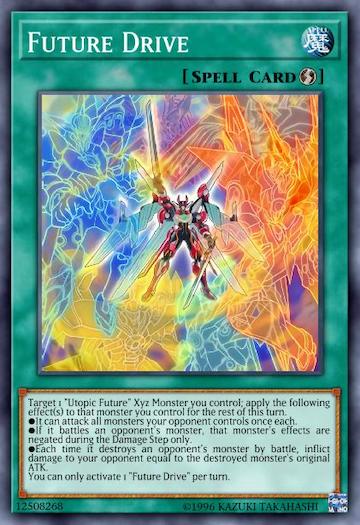 FUTURE DRIVE
魔
[SPELL CARD]
Target 1 "Utopic Future" Xyz Monster you control; apply the following
effect(s) to that monster you control for the rest of this turn.
●It can attack all monsters your opponent controls once each.
●If it battles an opponent's monster, that monster's effects are
negated during the Damage Step only.
●Each time it destroys an opponent's monster by battle, inflict
damage to your opponent equal to the destroyed monster's original
ATK.
You can only activate 1 "Future Drive" per turn.
12508268
©1996 KAZUKI TAKAHASHI